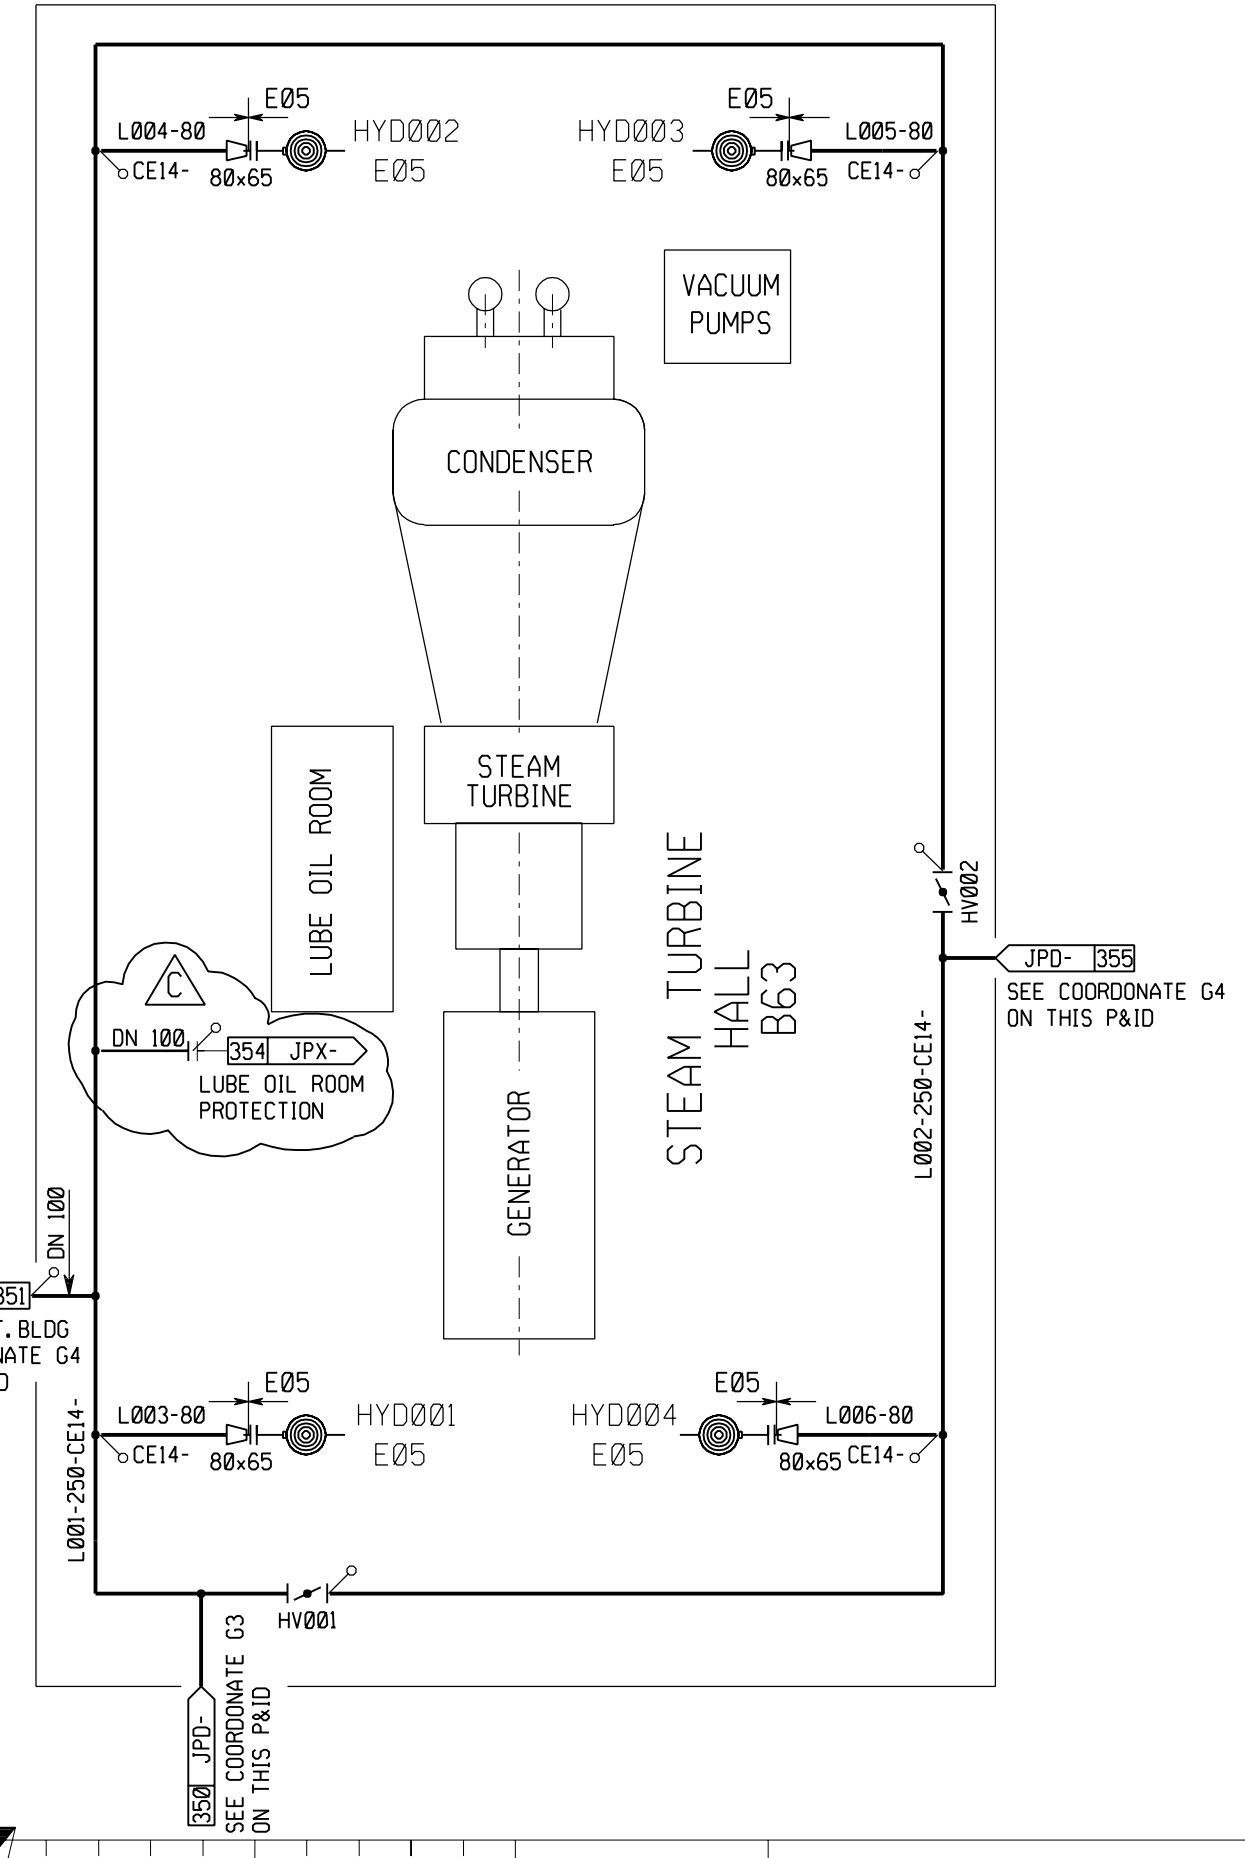 E05
E05
L004-80
HYD002
HYD003
L005-80
CE14-
80x65
E05
E05
80x65
CE14-
VACUUM
PUMPS
CONDENSER
STEAM
TURBINE
LUBE OIL ROOM
STEAM TURBINE
HALL
B63
HV002
C
JPD- 355
SEE COORDONATE G4
ON THIS P&ID
DN 100
354 JPX-
LUBE OIL ROOM
PROTECTION
L002-250-CE14-
GENERATOR
DN 100
351
T.BLDG
NATE G4
D
E05
E05
L003-80
HYD001
HYD004
L006-80
CE14-
80x65
E05
E05
80x65
CE14-
L001-250-CE14-
HV001
350 JPD-
SEE COORDONATE G3
ON THIS P&ID